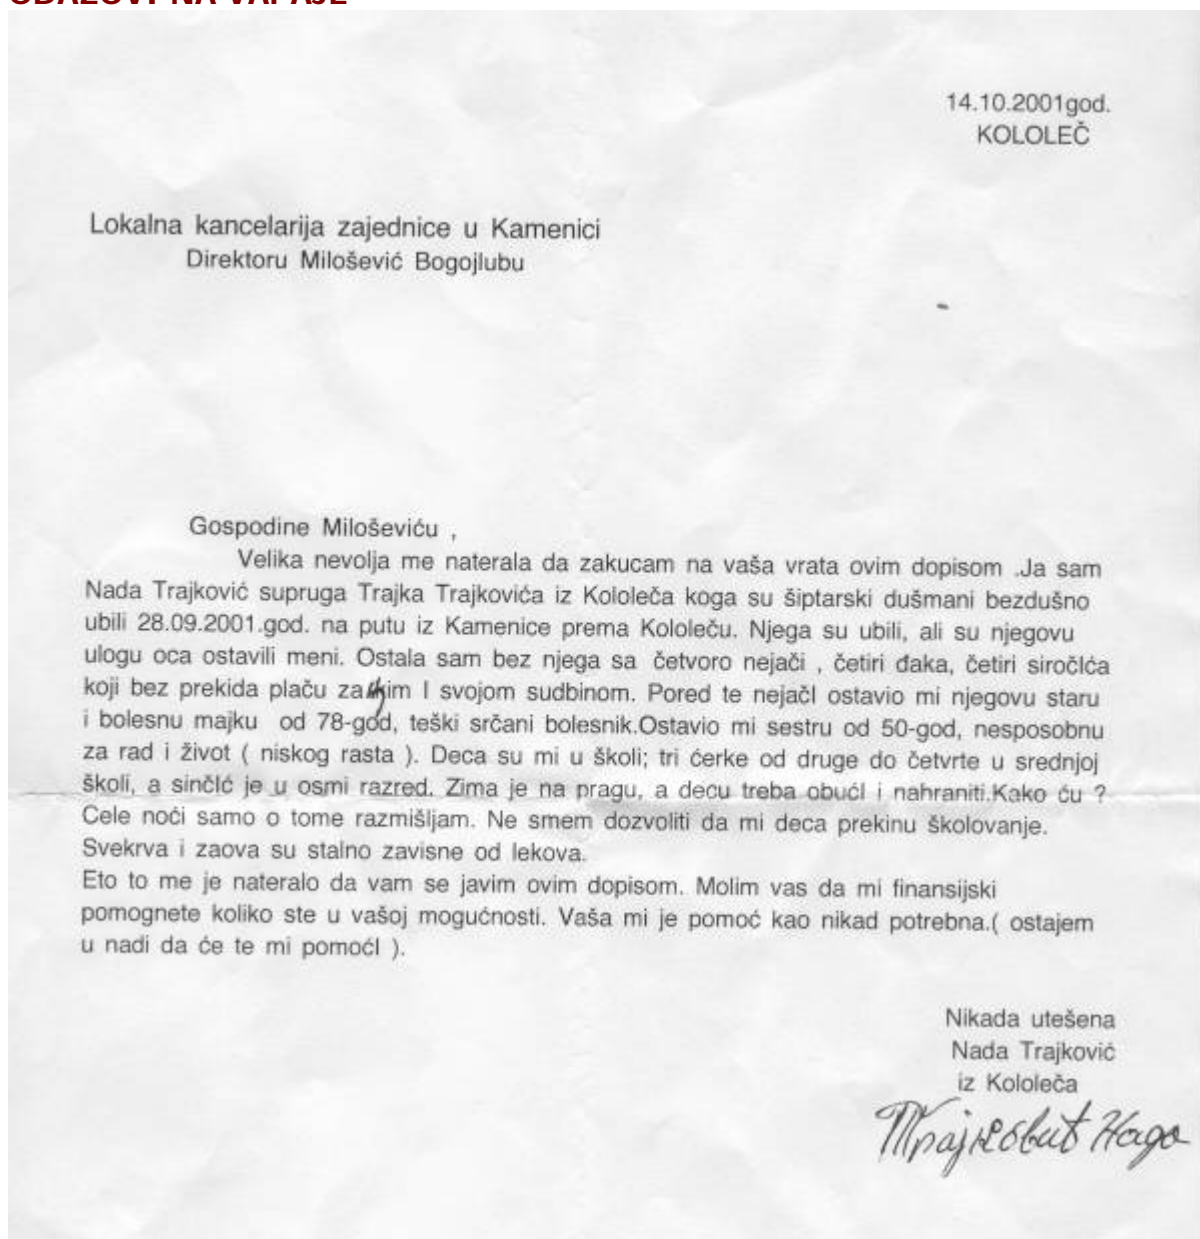 ODAZOVI NA VAPAJE
14.10.2001god.
KOLOLEČ
Lokalna kancelarija zajednice u Kamenici
Direktoru Milošević Bogojlubu
Gospodine Miloševiću ,
Velika nevolja me naterala da zakucam na vaša vrata ovim dopisom .Ja sam
Nada Trajković supruga Trajka Trajkovića iz Kololeča koga su šiptarski dušmani bezdušno
ubili 28.09.2001.god. na putu iz Kamenice prema Kololeču. Njega su ubili, ali su njegovu
ulogu oca ostavili meni. Ostala sam bez njega sa četvoro nejači , četiri đaka, četiri siročIća
koji bez prekida plaču za njim I svojom sudbinom. Pored te nejačI ostavio mi njegovu staru
i bolesnu majku od 78-god, teški srčani bolesnik.Ostavio mi sestru od 50-god, nesposobnu
za rad i život ( niskog rasta ). Deca su mi u školi; tri ćerke od druge do četvrte u srednjoj
školi, a sinčIć je u osmi razred. Zima je na pragu, a decu treba obućI i nahraniti.Kako ću ?
Cele noći samo o tome razmišljam. Ne smem dozvoliti da mi deca prekinu školovanje.
Svekrva i zaova su stalno zavisne od lekova.
Eto to me je nateralo da vam se javim ovim dopisom. Molim vas da mi finansijski
pomognete koliko ste u vašoj mogućnosti. Vaša mi je pomoć kao nikad potrebna.( ostajem
u nadi da će te mi pomoćI ).
Nikada utešena
Nada Trajković
iz Kololeča
Трајковић Нада